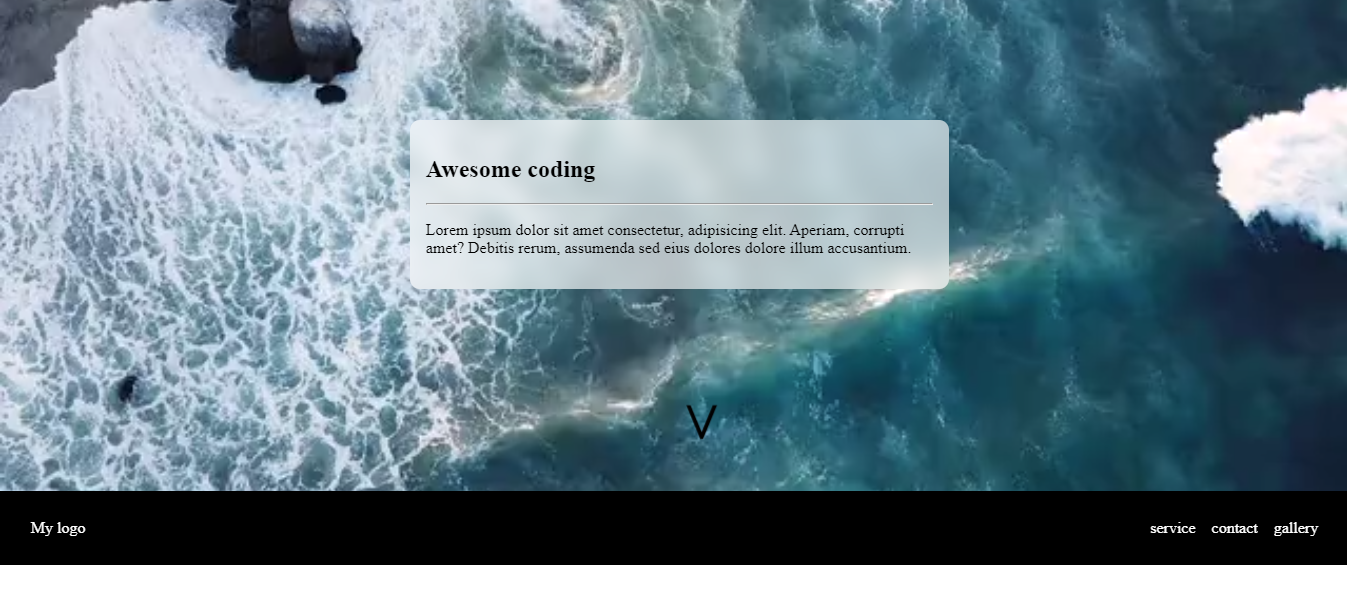 Awesome coding
Lorem ipsum dolor sit amet consectetur, adipisicing elit. Aperiam, corrupti
amet? Debitis rerum, assumenda sed eius dolores dolore illum accusantium.
V
My logo service contact gallery